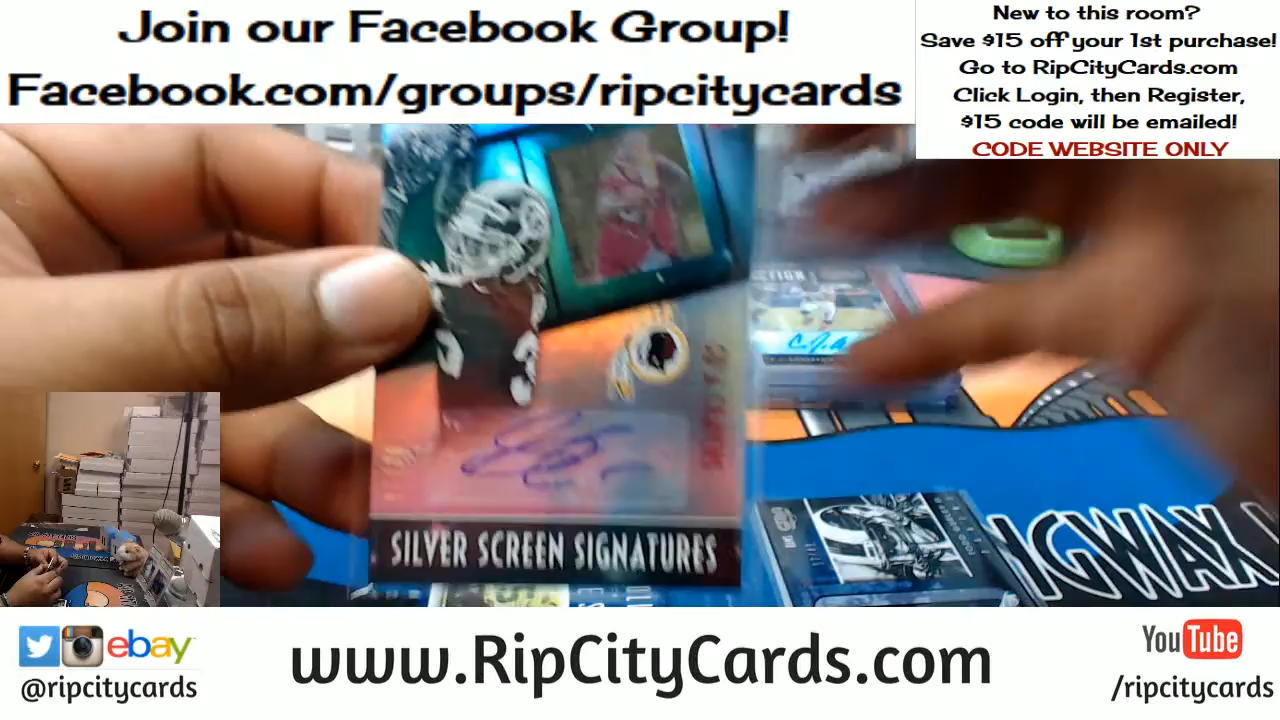 Join our Facebook Group!
Facebook.com/groups/ripcitycards
New to this room?
Save $15 off your 1st purchase!
Go to RipCityCards.com
Click Login, then Register,
$15 code will be emailed!
CODE WEBSITE ONLY
SILVER SCREEN SIGNATURES
NGWAX
ebay
@ripcitycards
www.RipCityCards.com
YouTube
/ripcitycards